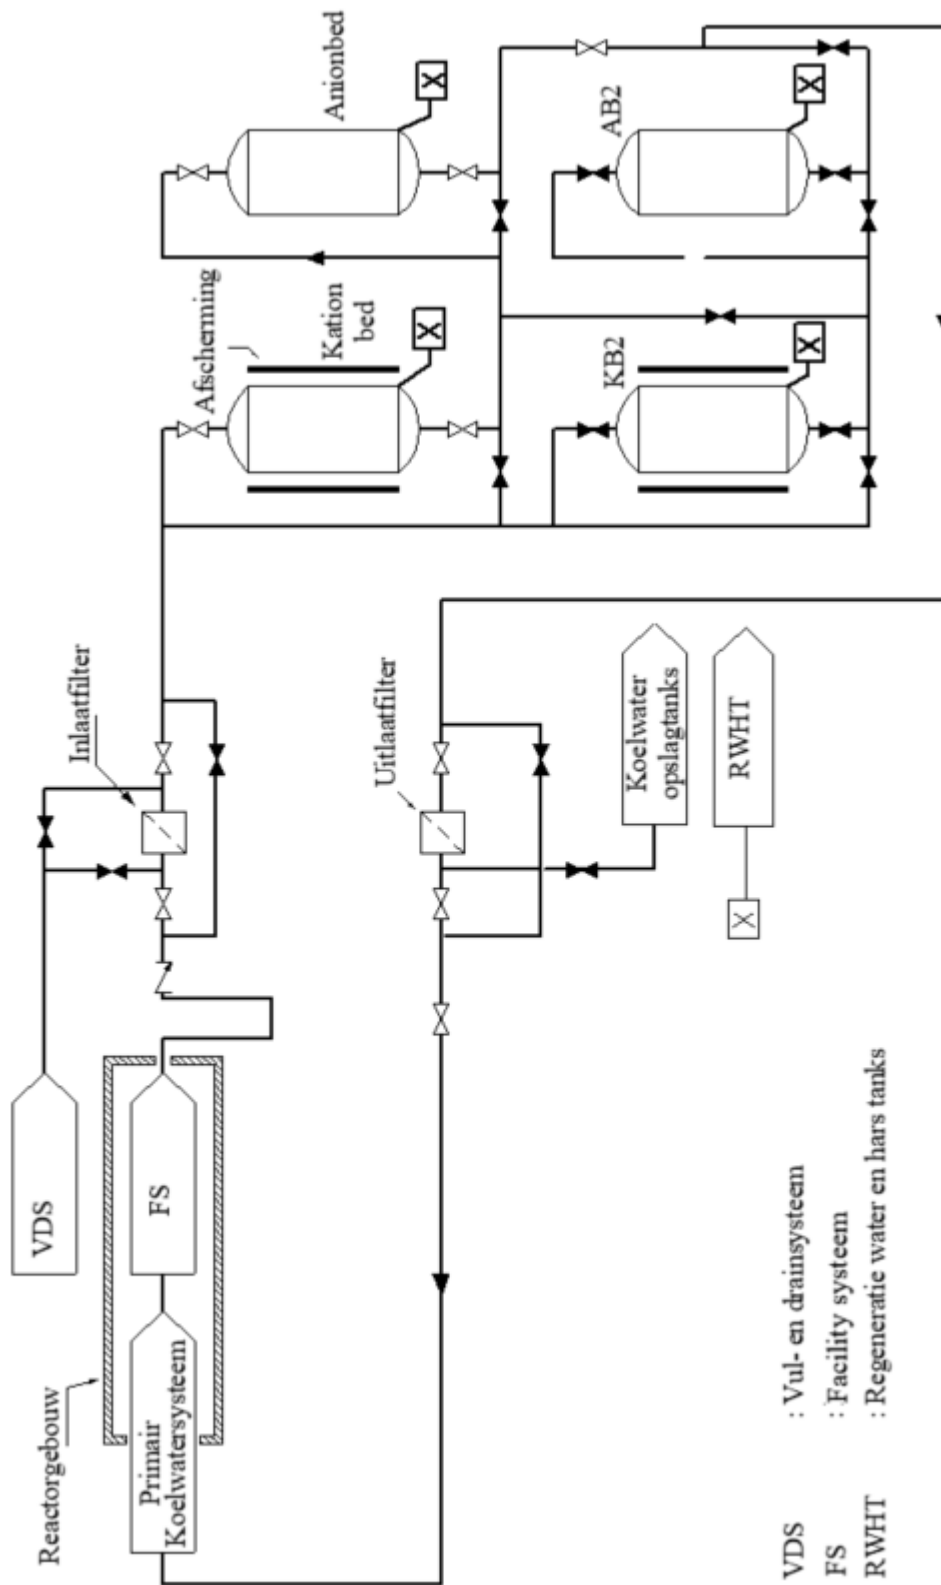 Reactorgebouw
VDS
Primair
Koelwatersysteem
FS
Inlaatfilter
Afscherming
Kation
bed
Anionbed
X
X
Uitlaatfilter
Koelwater
opslagtanks
RWHT
X
KB2
X
AB2
X
VDS : Vul- en drainsysteem
FS : Facility systeem
RWHT : Regeneratie water en hars tanks